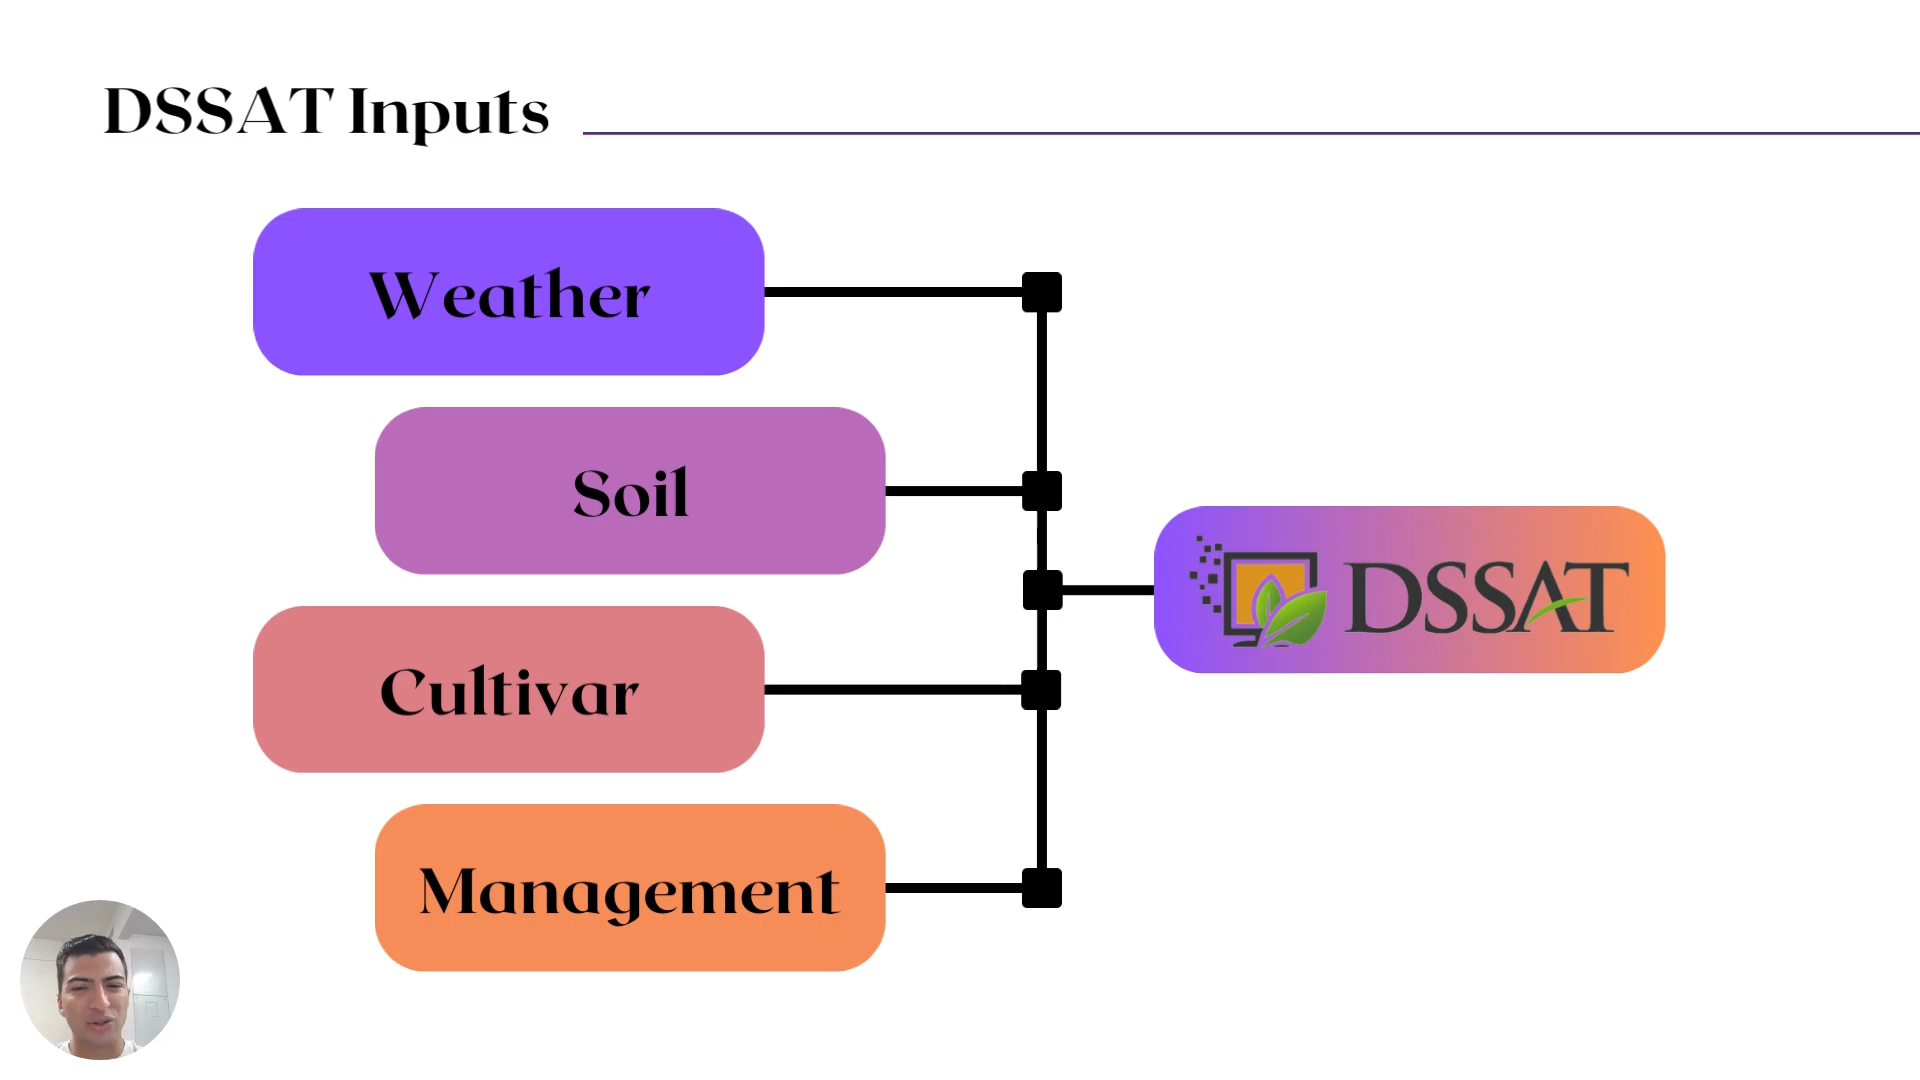 DSSAT Inputs
Weather
Soil
Cultivar
Management
DSSAT